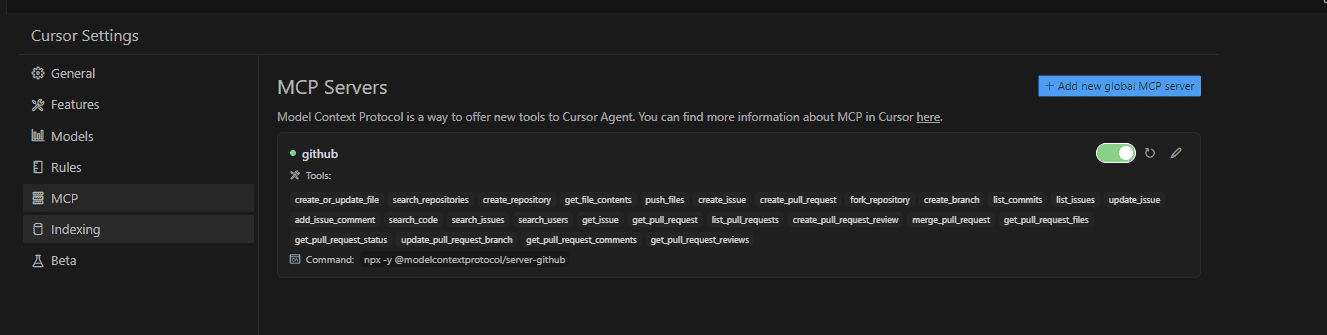 Cursor Settings
General
Features
Models
Rules
MCP
Indexing
Beta
MCP Servers
+ Add new global MCP server
Model Context Protocol is a way to offer new tools to Cursor Agent. You can find more information about MCP in Cursor here.
github
Tools:
create_or_update_file search_repositories create_repository get_file_contents push_files create_issue create_pull_request fork_repository create_branch list_commits list_issues update_issue
add_issue_comment search_code search_issues search_users get_issue get_pull_request list_pull_requests create_pull_request_review merge_pull_request get_pull_request_files
get_pull_request_status update_pull_request_branch get_pull_request_comments get_pull_request_reviews
Command: npx -y @modelcontextprotocol/server-github